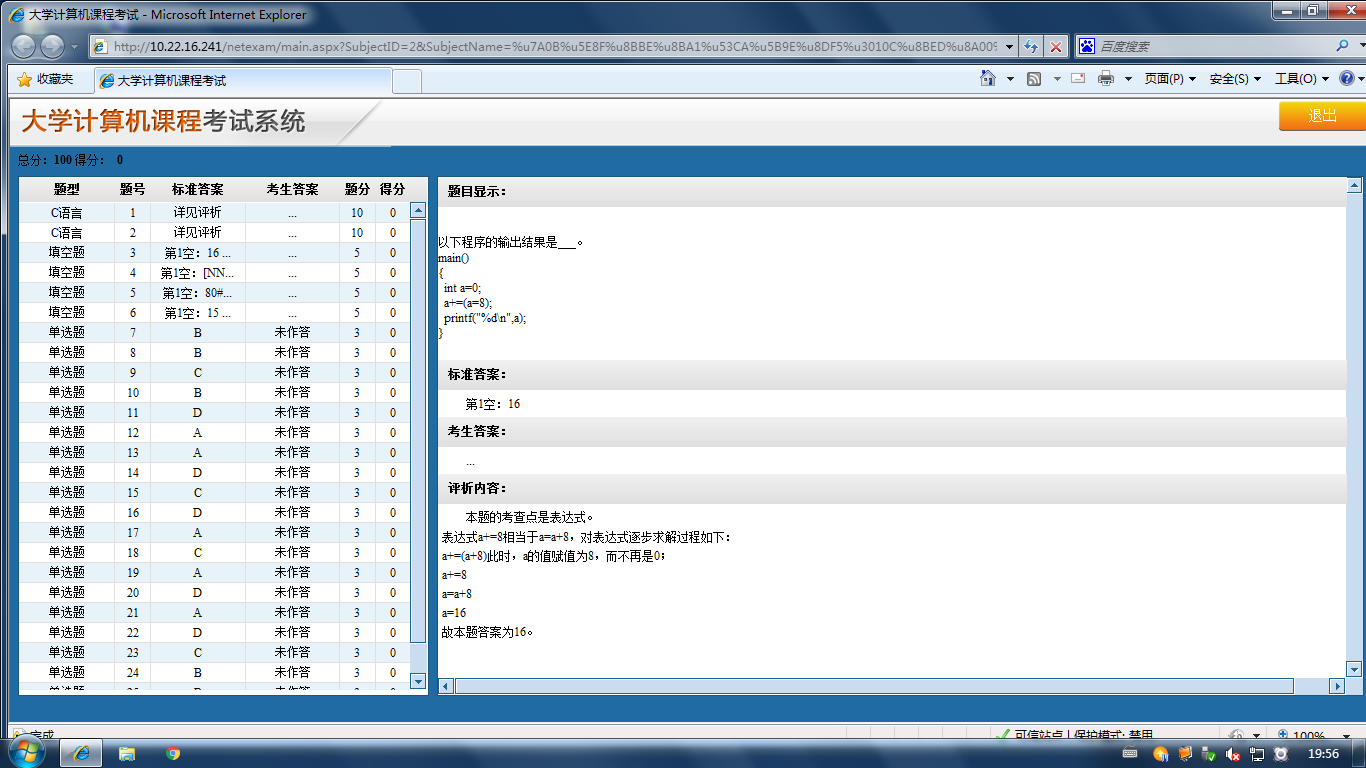 大学计算机课程考试 - Microsoft Internet Explorer
http://10.22.16.241/netexam/main.aspx?SubjectID=2&SubjectName=%u7A0B%u5E8F%u8BBE%u8BA1%u53CA%u5B9E%u8DF5%u3010C%u8BED%u8A009
百度搜索
收藏夹
大学计算机课程考试
页面(P)
安全(S)
工具(O)
大学计算机课程考试系统
退出
总分：100 得分： 0
题型 题号 标准答案 考生答案 题分 得分
C语言 1 详见评析 ... 10 0
C语言 2 详见评析 ... 10 0
填空题 3 第1空：16 ... ... 5 0
填空题 4 第1空：[NN... ... 5 0
填空题 5 第1空：80#... ... 5 0
填空题 6 第1空：15 ... ... 5 0
单选题 7 B 未作答 3 0
单选题 8 B 未作答 3 0
单选题 9 C 未作答 3 0
单选题 10 B 未作答 3 0
单选题 11 D 未作答 3 0
单选题 12 A 未作答 3 0
单选题 13 A 未作答 3 0
单选题 14 D 未作答 3 0
单选题 15 C 未作答 3 0
单选题 16 D 未作答 3 0
单选题 17 A 未作答 3 0
单选题 18 C 未作答 3 0
单选题 19 A 未作答 3 0
单选题 20 D 未作答 3 0
单选题 21 A 未作答 3 0
单选题 22 D 未作答 3 0
单选题 23 C 未作答 3 0
单选题 24 B 未作答 3 0
题目显示：
以下程序的输出结果是___。
main()
{
int a=0;
a+=(a=8);
printf("%d\n",a);
}
标准答案：
第1空：16
考生答案：
...
评析内容：
本题的考查点是表达式。
表达式a+=8相当于a=a+8，对表达式逐步求解过程如下：
a+=(a+8)此时，a的值赋值为8，而不再是0；
a+=8
a=a+8
a=16
故本题答案为16。
完成
可信站点 | 保护模式: 禁用
100%
19:56